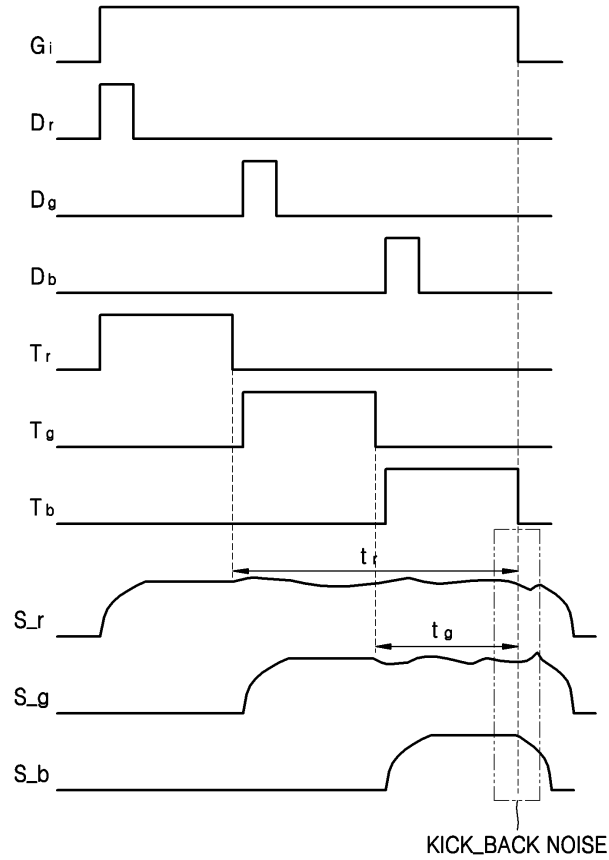 Gi
Dr
Dg
Db
Tr
Tg
Tb
tr
S_r
tg
S_g
S_b
KICK_BACK NOISE